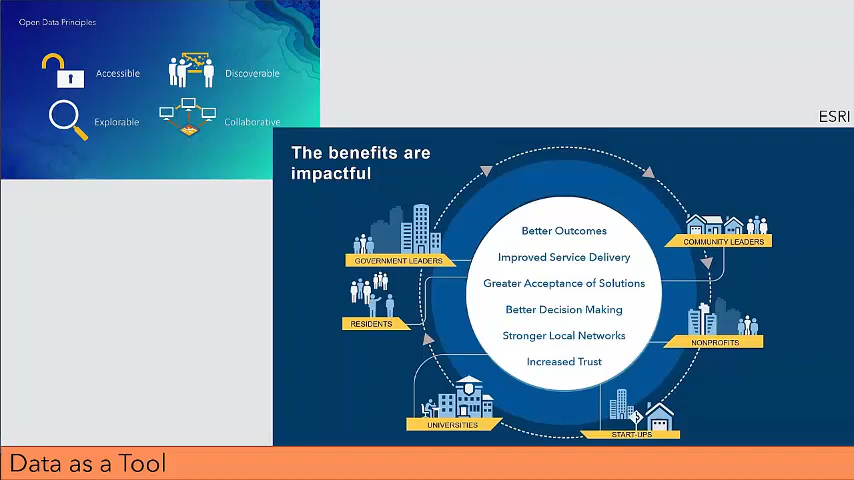 Open Data Principles
Accessible
Discoverable
Explorable
Collaborative
ESRI
The benefits are
impactful
Better Outcomes
Improved Service Delivery
Greater Acceptance of Solutions
Better Decision Making
Stronger Local Networks
Increased Trust
GOVERNMENT LEADERS
COMMUNITY LEADERS
RESIDENTS
NONPROFITS
UNIVERSITIES
START-UPS
Data as a Tool